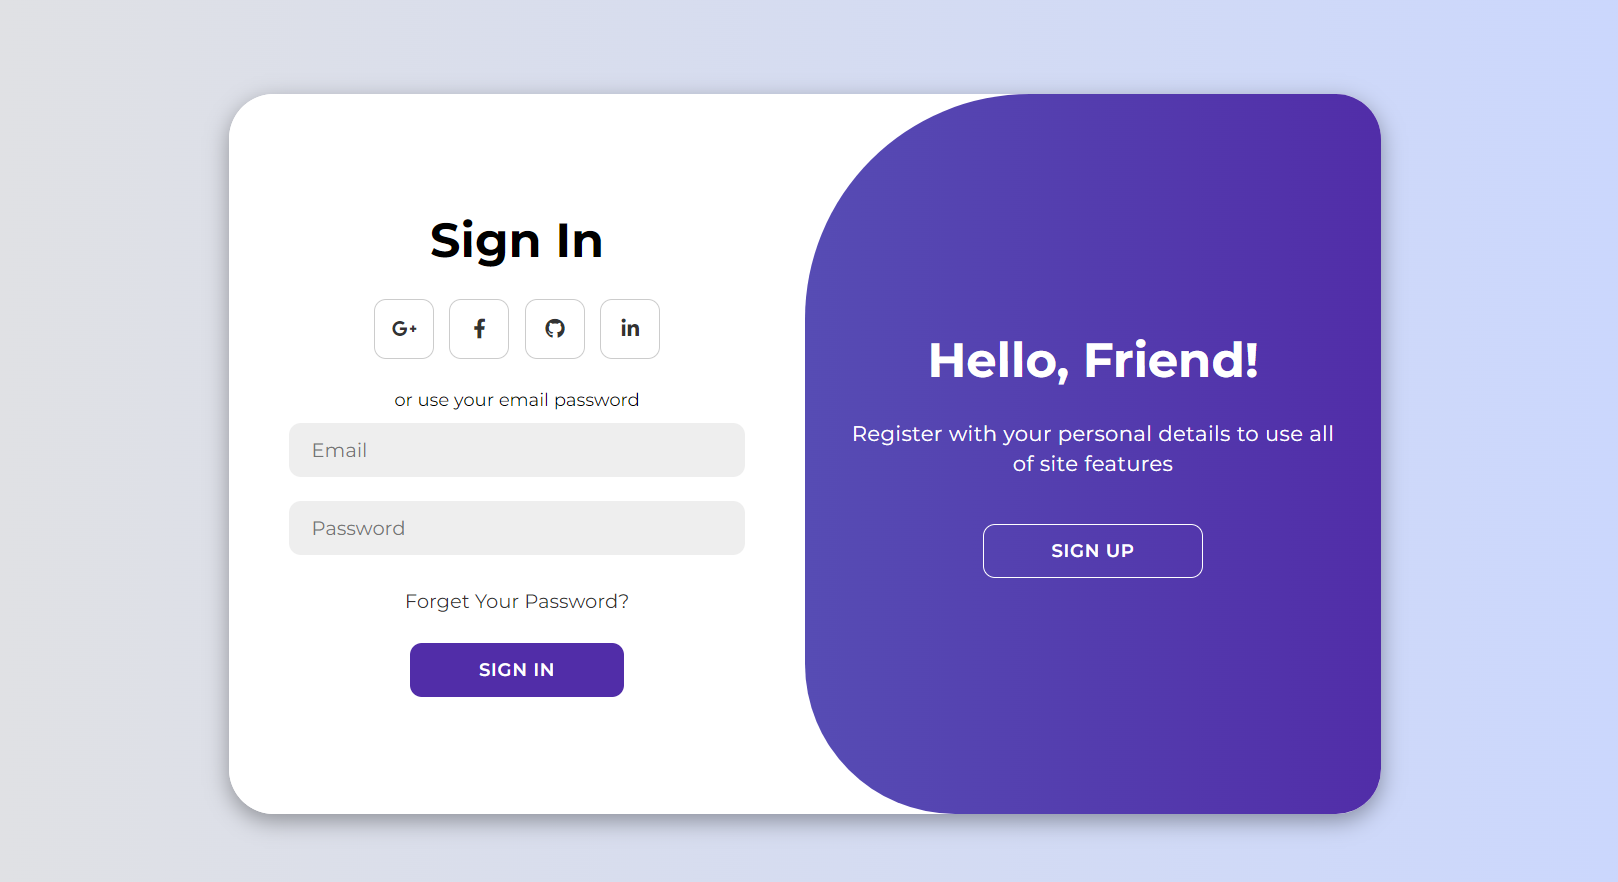 Sign In
G+
f
in
or use your email password
Email
Password
Forget Your Password?
SIGN IN
Hello, Friend!
Register with your personal details to use all
of site features
SIGN UP